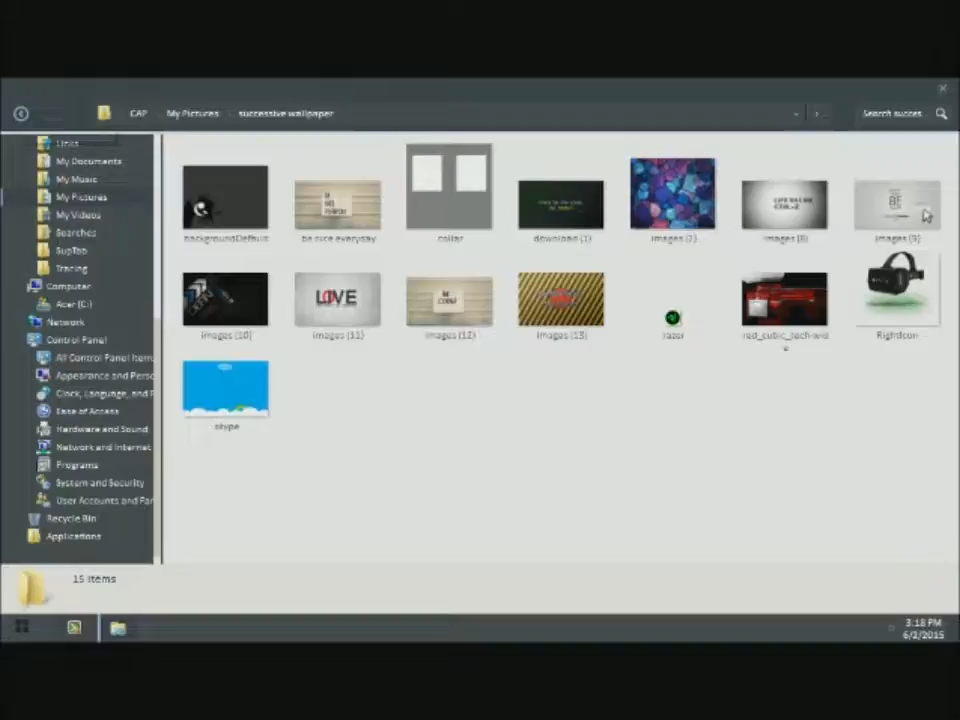 CAP My Pictures successive wallpaper
Search succes
Links
My Documents
My Music
My Pictures
My Videos
Searches
SupTab
Tracing
Computer
Acer (C:)
Network
Control Panel
All Control Panel Item
Appearance and Perso
Clock, Language, and R
Ease of Access
Hardware and Sound
Network and Internet
Programs
System and Security
User Accounts and Fam
Recycle Bin
Applications
backgroundDefault
be nice everyday
collar
download (1)
images (7)
images (8)
images (9)
images (10)
LOVE
images (11)
images (12)
images (13)
razor
red_cubic_tech-wid
e
RightIcon
skype
15 items
3:18 PM
6/2/2015